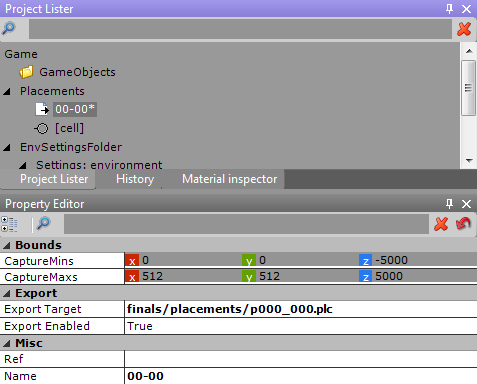 Project Lister
Game
GameObjects
Placements
00-00*
[cell]
EnvSettingsFolder
Settings: environment
Project Lister History Material inspector
Property Editor
Bounds
CaptureMins x 0 y 0 z -5000
CaptureMaxs x 512 y 512 z 5000
Export
Export Target finals/placements/p000_000.plc
Export Enabled True
Misc
Ref
Name 00-00